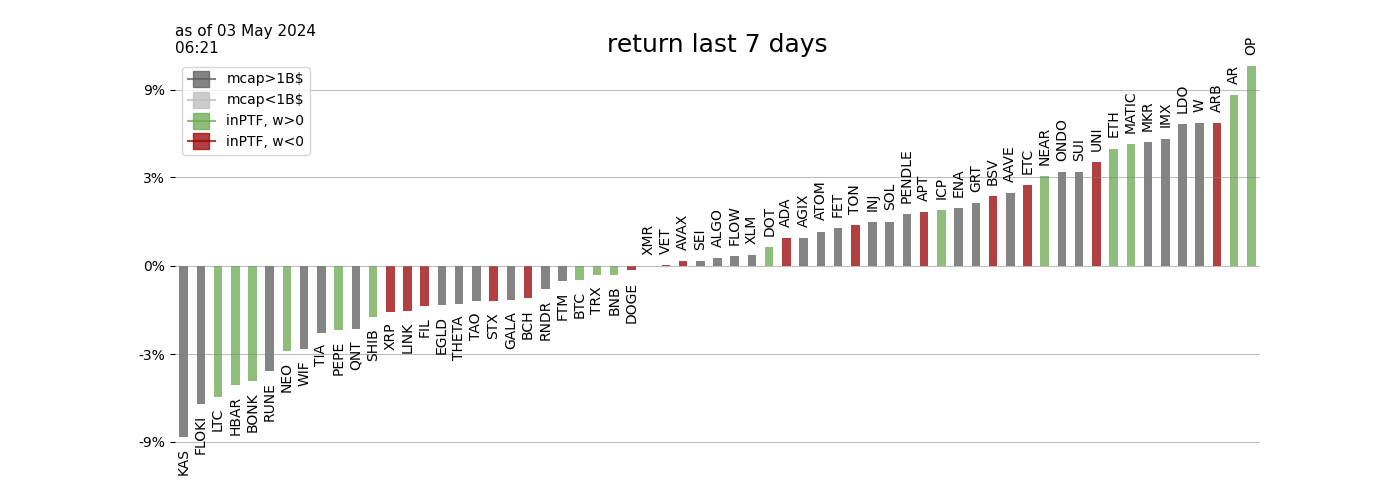 as of 03 May 2024
06:21
return last 7 days
mcap>1B$
mcap<1B$
inPTF, w>0
inPTF, w<0
9%
3%
0%
-3%
-9%
KAS
FLOKI
LTC
HBAR
BONK
RUNE
NEO
WIF
TIA
PEPE
QNT
SHIB
XRP
LINK
FIL
EGLD
THETA
TAO
STX
GALA
BCH
RNDR
FTM
BTC
TRX
BNB
DOGE
XMR
VET
AVAX
SEI
ALGO
FLOW
XLM
DOT
ADA
AGIX
ATOM
FET
TON
INJ
SOL
PENDLE
APT
ICP
ENA
GRT
BSV
AAVE
ETC
NEAR
ONDO
SUI
UNI
ETH
MATIC
MKR
IMX
LDO
W
ARB
AR
OP